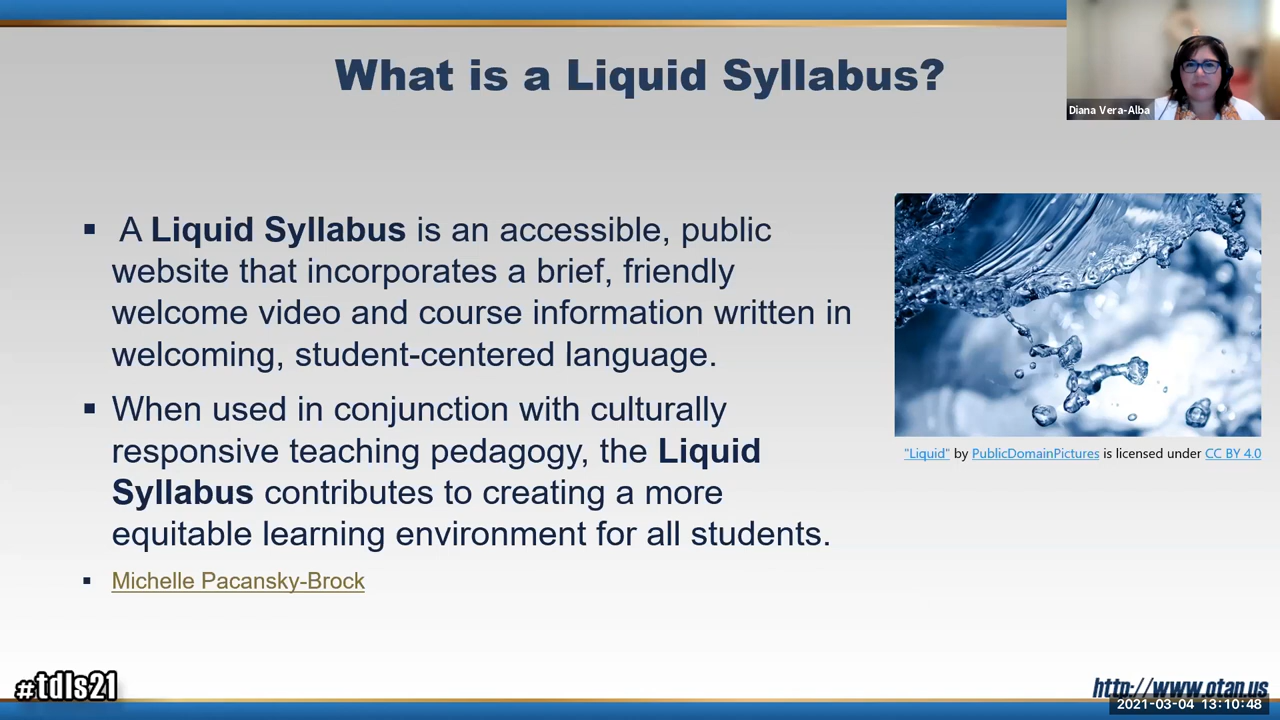 What is a Liquid Syllabus?
Diana Vera-Alba
▪ A Liquid Syllabus is an accessible, public
website that incorporates a brief, friendly
welcome video and course information written in
welcoming, student-centered language.
▪ When used in conjunction with culturally
responsive teaching pedagogy, the Liquid
Syllabus contributes to creating a more
equitable learning environment for all students.
▪ Michelle Pacansky-Brock
"Liquid" by PublicDomainPictures is licensed under CC BY 4.0
#tdls21
http://www.otan.us
2021-03-04 13:10:48